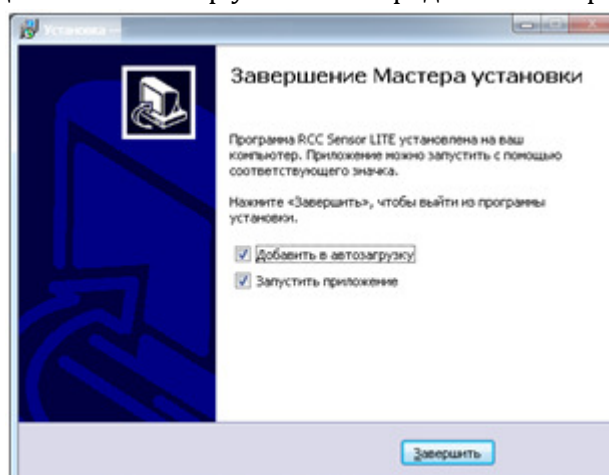 Установка —
Завершение Мастера установки
Программа RCC Sensor LITE установлена на ваш
компьютер. Приложение можно запустить с помощью
соответствующего значка.
Нажмите «Завершить», чтобы выйти из программы
установки.
Добавить в автозагрузку
Запустить приложение
Завершить